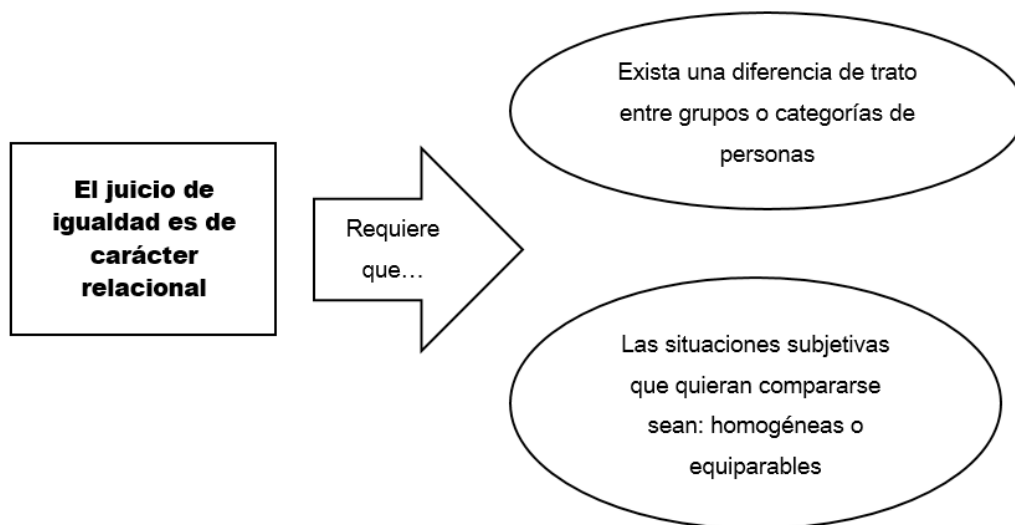 El juicio de
igualdad es de
carácter
relacional
Requiere
que…
Exista una diferencia de trato
entre grupos o categorías de
personas
Las situaciones subjetivas
que quieran compararse
sean: homogéneas o
equiparables